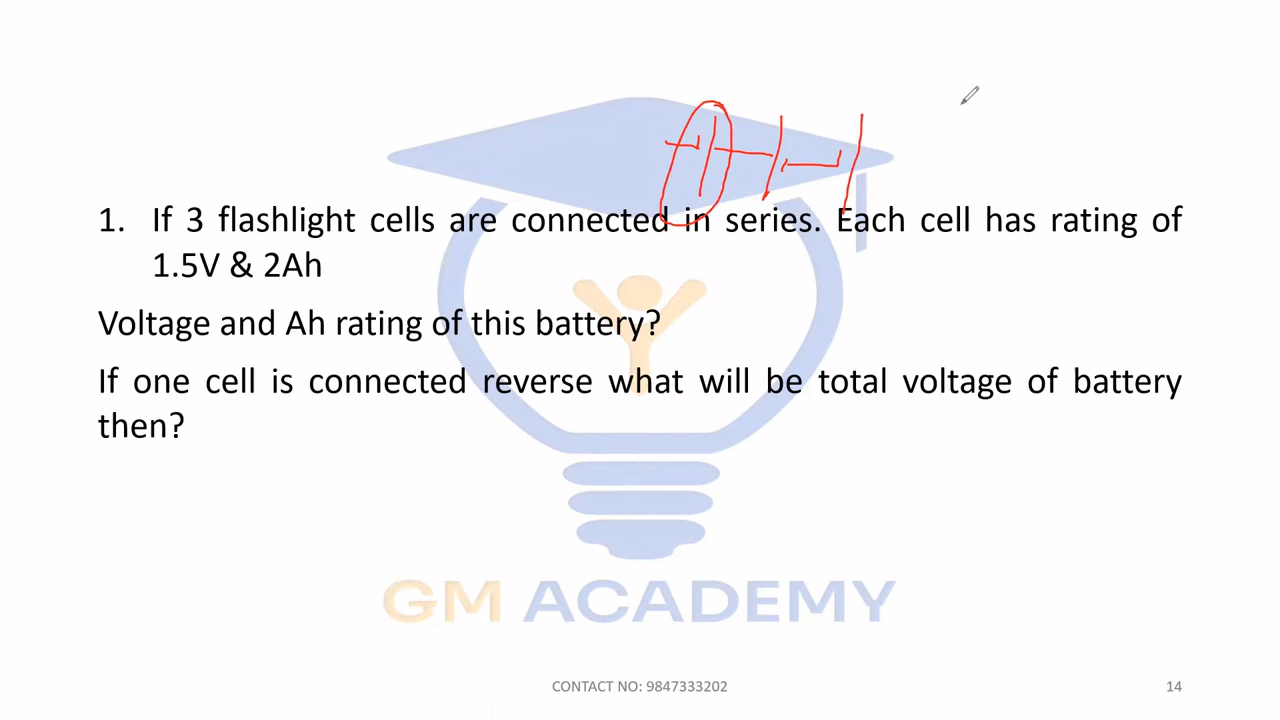 1. If 3 flashlight cells are connected in series. Each cell has rating of
1.5V & 2Ah
Voltage and Ah rating of this battery?
If one cell is connected reverse what will be total voltage of battery
then?
GM ACADEMY
CONTACT NO: 9847333202
14